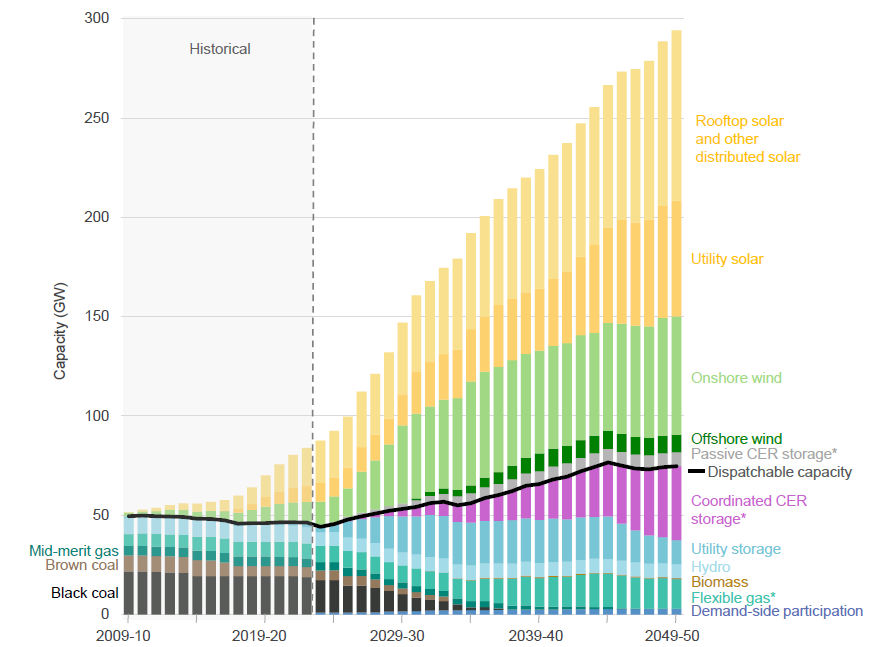 300
Historical
250
Rooftop solar
and other
distributed solar
200
Utility solar
Capacity (GW)
150
Onshore wind
100
Offshore wind
Passive CER storage*
Dispatchable capacity
Coordinated CER
storage*
50
Mid-merit gas
Utility storage
Brown coal
Hydro
Biomass
Black coal
Flexible gas*
0
Demand-side participation
2009-10
2019-20
2029-30
2039-40
2049-50